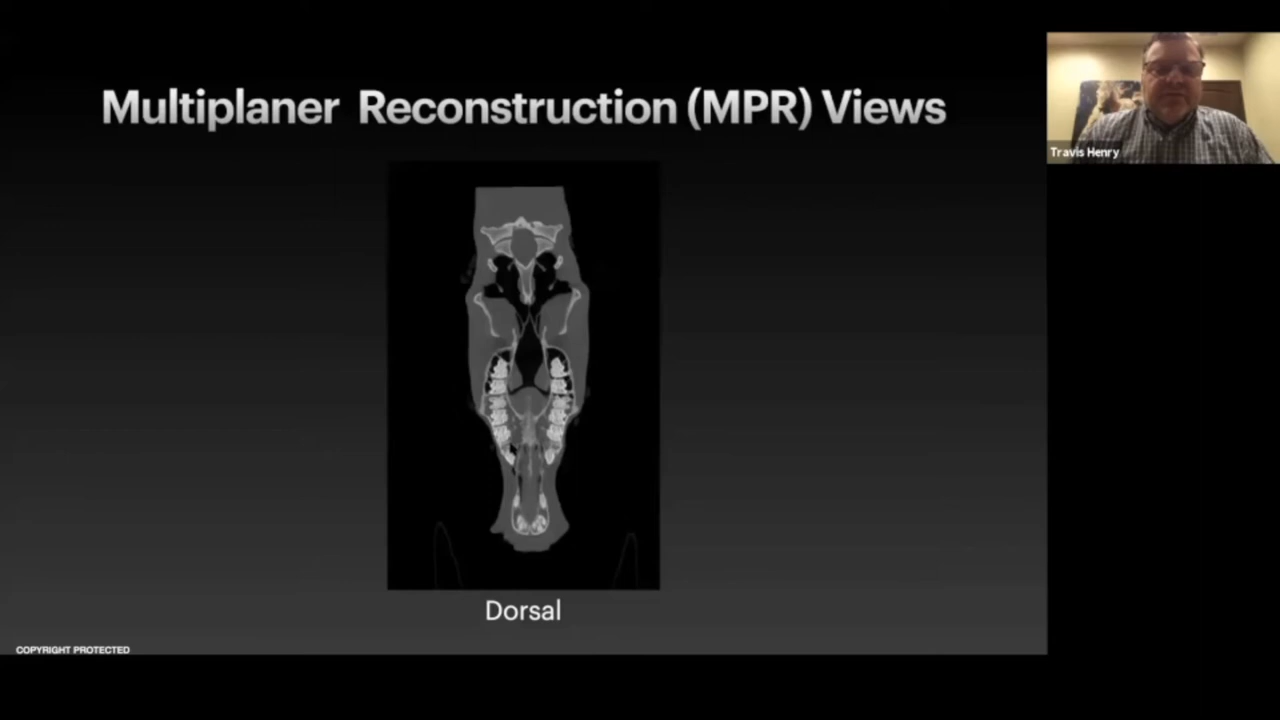 Multiplaner Reconstruction (MPR) Views
Travis Henry
Dorsal
COPYRIGHT PROTECTED